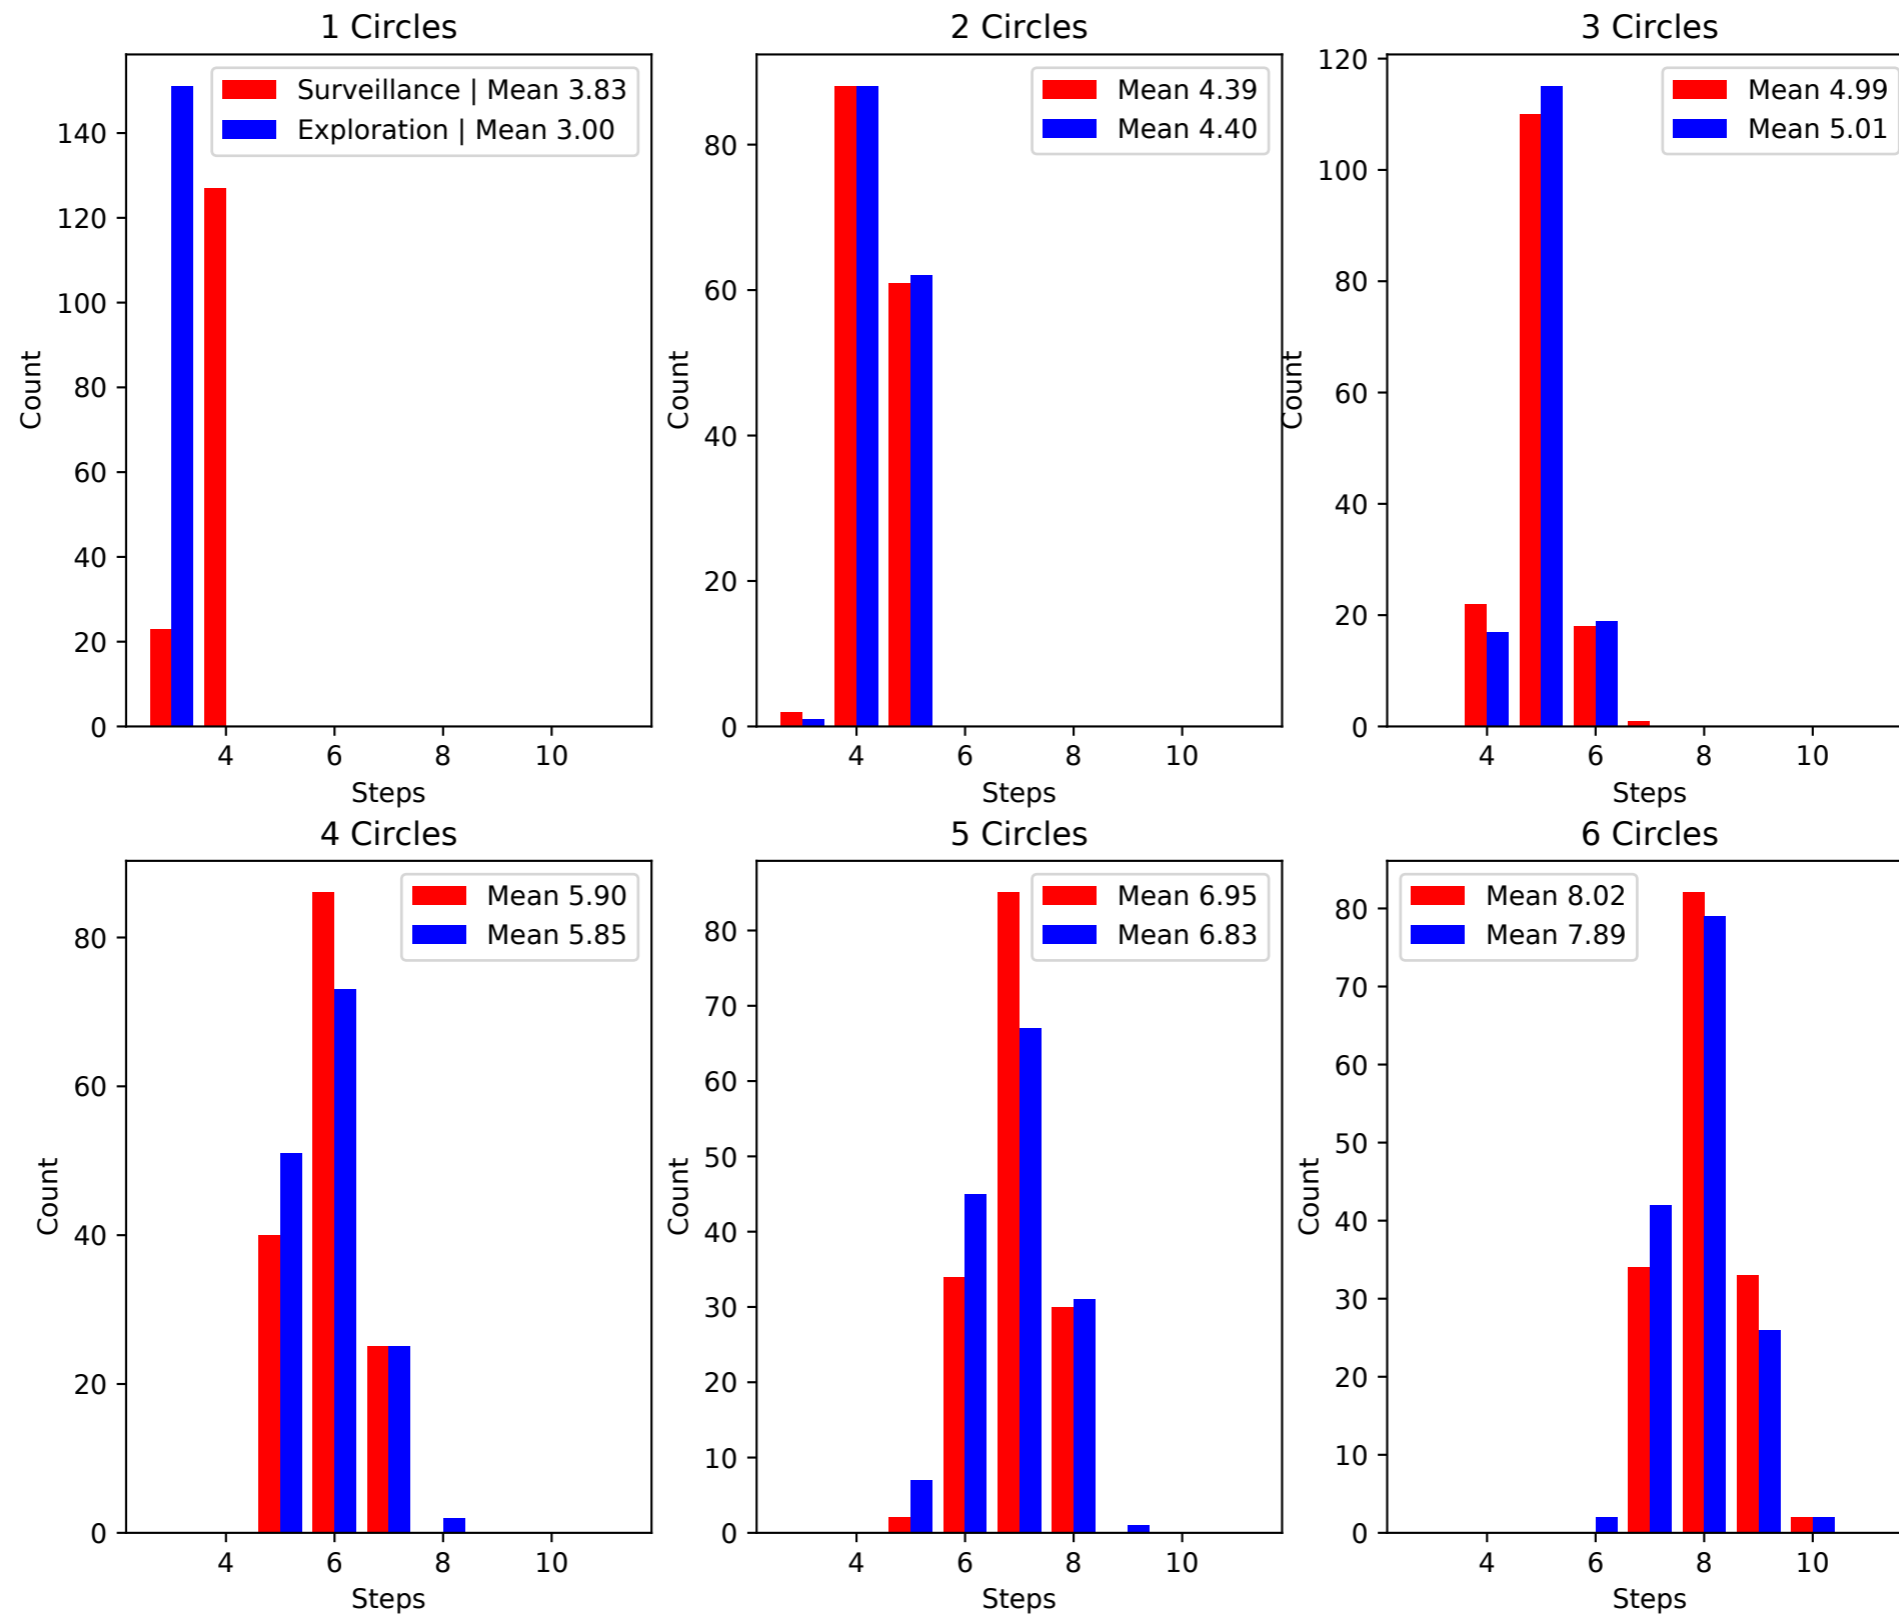 1 Circles
Surveillance | Mean 3.83
Exploration | Mean 3.00
140
120
100
80
60
40
20
0
Count
4 6 8 10
Steps
2 Circles
Mean 4.39
Mean 4.40
80
60
40
20
0
Count
4 6 8 10
Steps
3 Circles
Mean 4.99
Mean 5.01
120
100
80
60
40
20
0
Count
4 6 8 10
Steps
4 Circles
Mean 5.90
Mean 5.85
80
60
40
20
0
Count
4 6 8 10
Steps
5 Circles
Mean 6.95
Mean 6.83
80
70
60
50
40
30
20
10
0
Count
4 6 8 10
Steps
6 Circles
Mean 8.02
Mean 7.89
80
70
60
50
40
30
20
10
0
Count
4 6 8 10
Steps